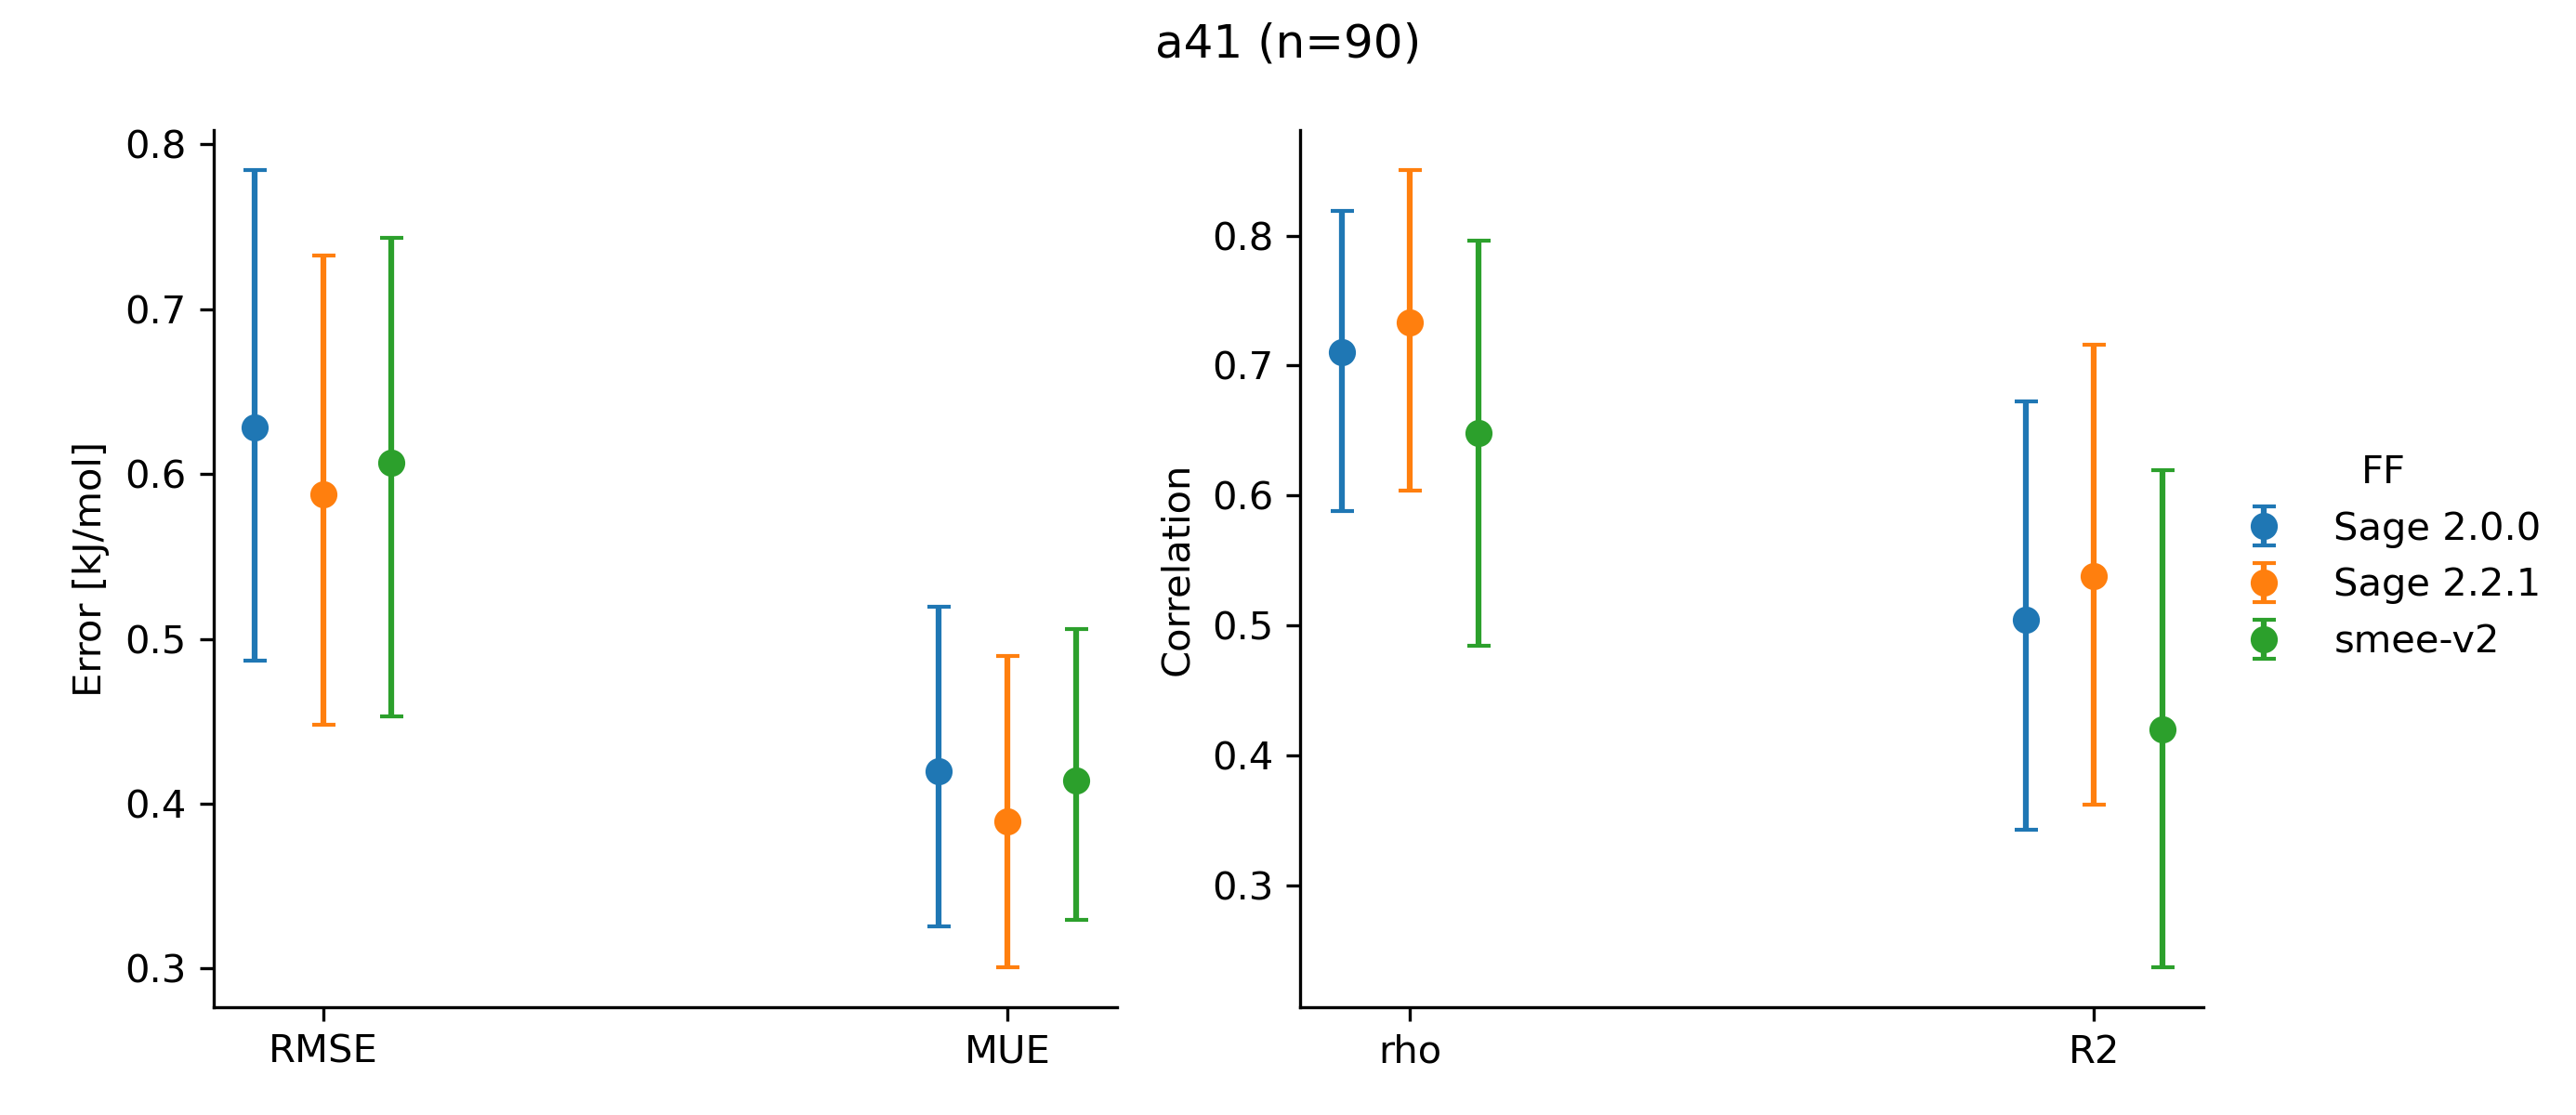 a41 (n=90)
Error [kJ/mol]
0.8
0.7
0.6
0.5
0.4
0.3
RMSE
MUE
Correlation
0.8
0.7
0.6
0.5
0.4
0.3
rho
R2
FF
Sage 2.0.0
Sage 2.2.1
smee-v2